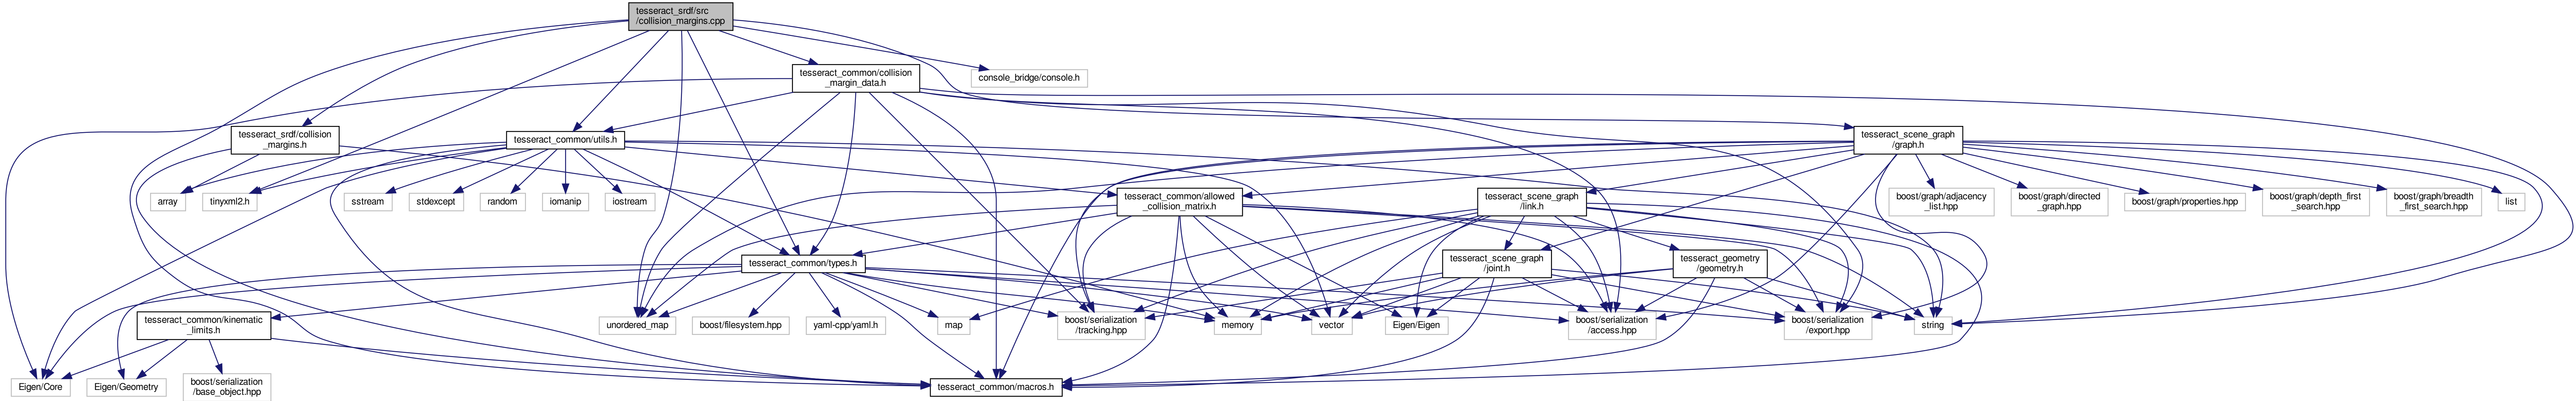 tesseract_srdf/src
/collision_margins.cpp
tesseract_common/collision
_margin_data.h
console_bridge/console.h
tesseract_srdf/collision
_margins.h
tesseract_common/utils.h
tesseract_scene_graph
/graph.h
array
tinyxml2.h
sstream
stdexcept
random
iomanip
iostream
tesseract_common/allowed
_collision_matrix.h
tesseract_scene_graph
/link.h
boost/graph/adjacency
_list.hpp
boost/graph/directed
_graph.hpp
boost/graph/properties.hpp
boost/graph/depth_first
_search.hpp
boost/graph/breadth
_first_search.hpp
list
tesseract_common/types.h
tesseract_scene_graph
/joint.h
tesseract_geometry
/geometry.h
tesseract_common/kinematic
_limits.h
unordered_map
boost/filesystem.hpp
yaml-cpp/yaml.h
map
boost/serialization
/tracking.hpp
memory
vector
Eigen/Eigen
boost/serialization
/access.hpp
boost/serialization
/export.hpp
string
Eigen/Core
Eigen/Geometry
boost/serialization
/base_object.hpp
tesseract_common/macros.h